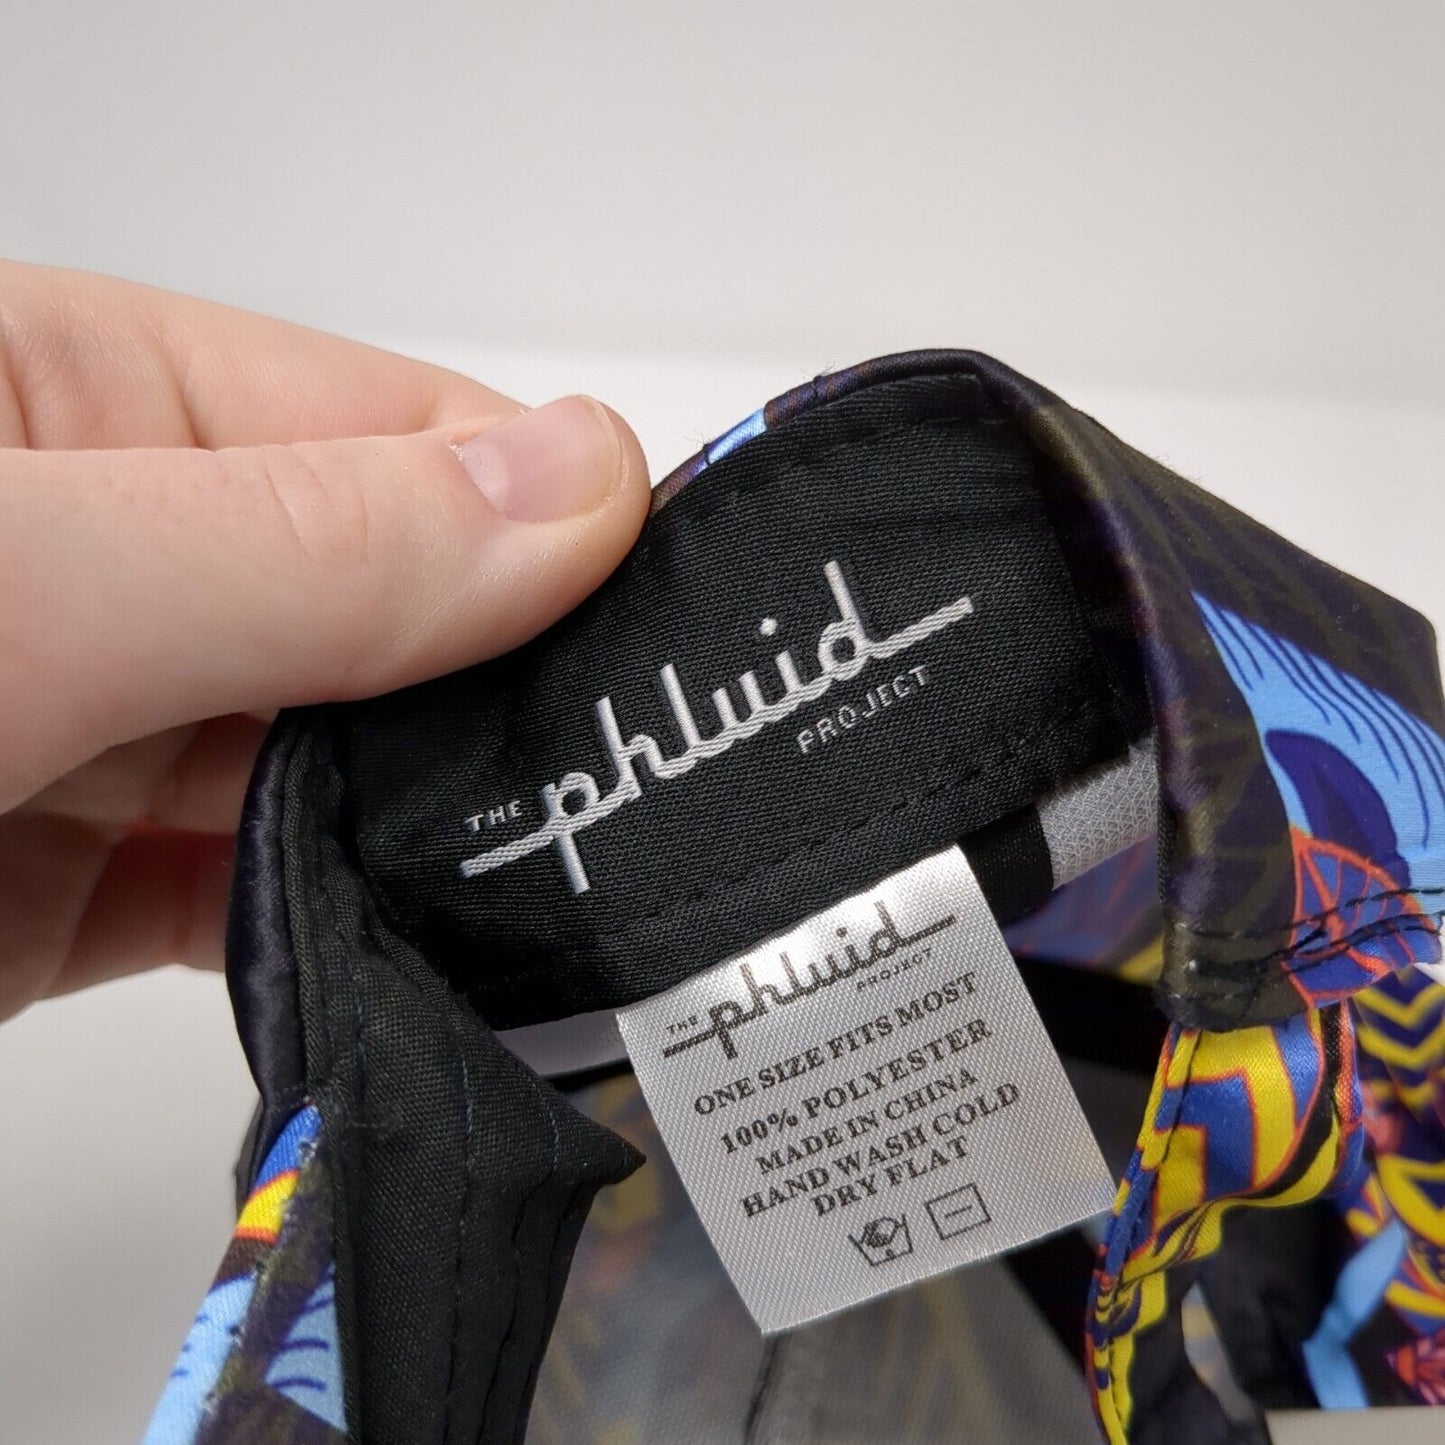 THE phluid
PROJECT
THE phluid
PROJECT
ONE SIZE FITS MOST
100% POLYESTER
MADE IN CHINA
HAND WASH COLD
DRY FLAT